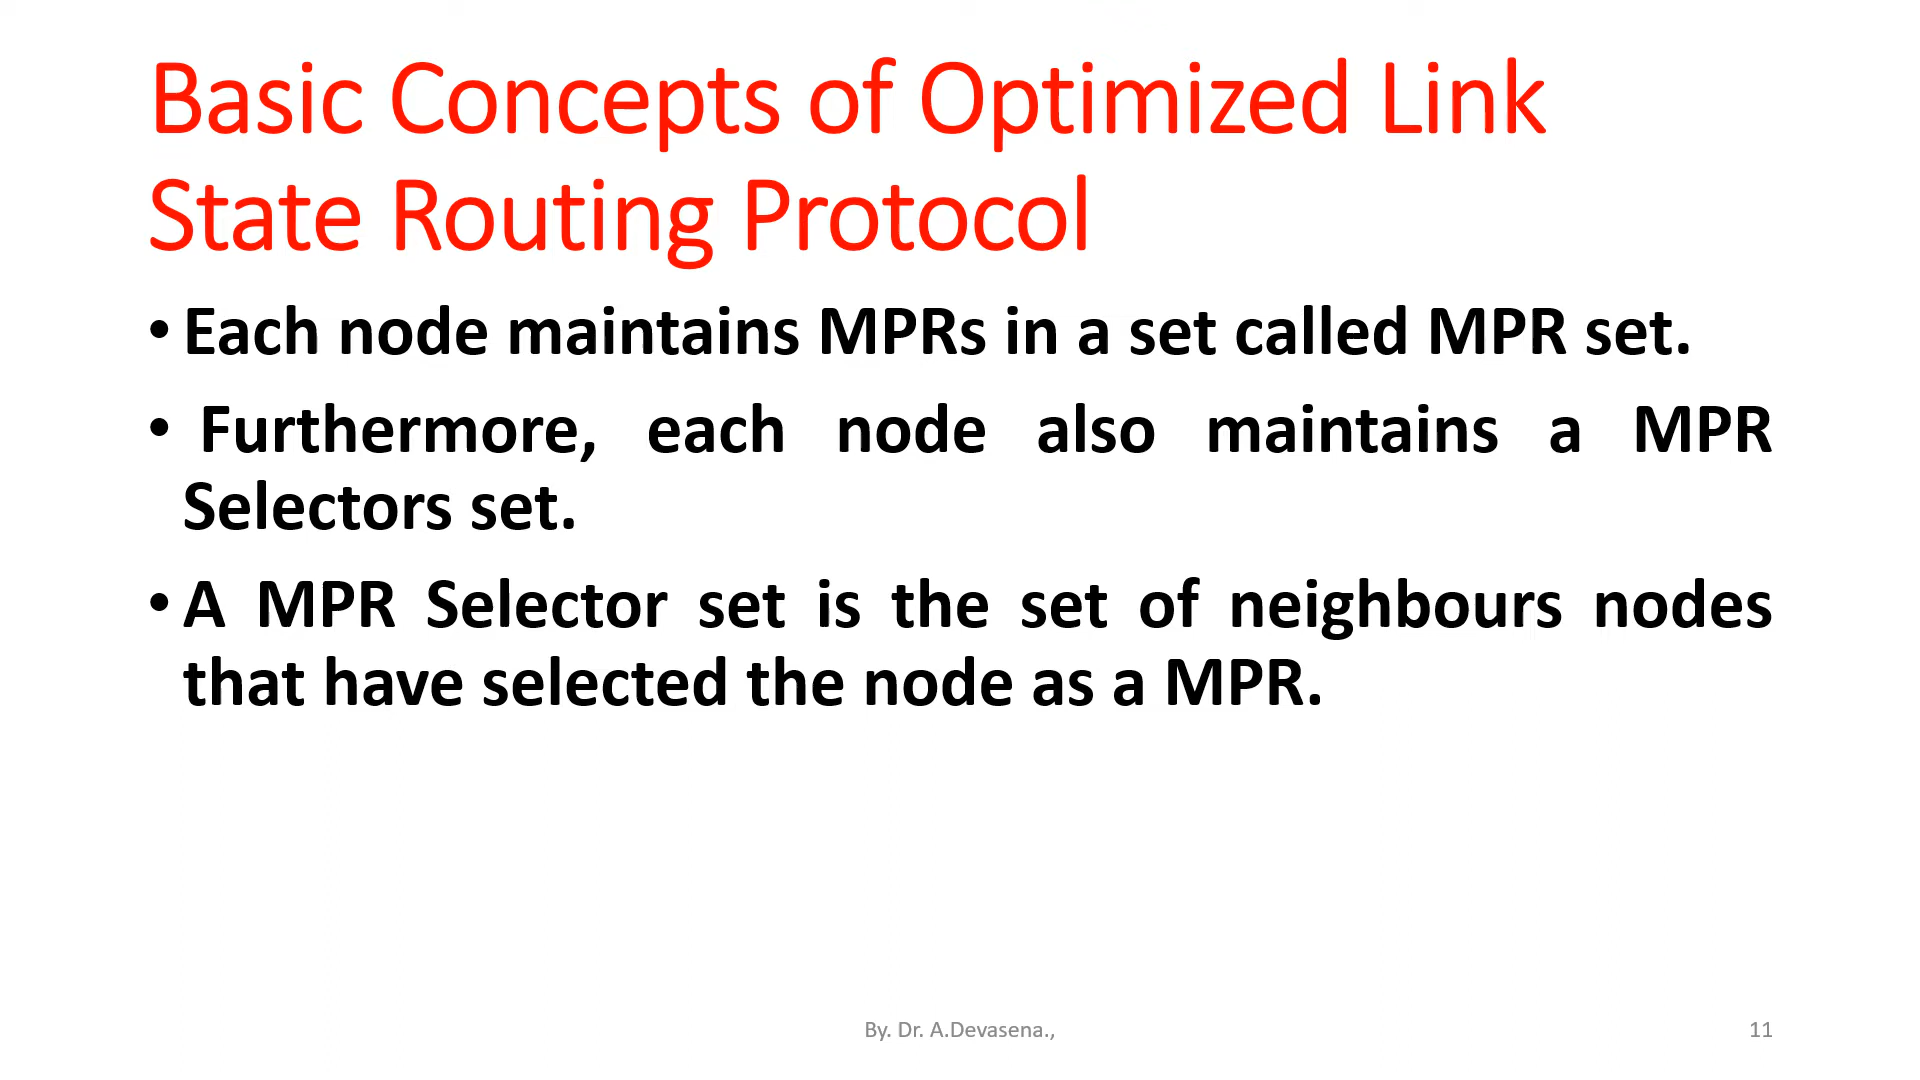 Basic Concepts of Optimized Link
State Routing Protocol
• Each node maintains MPRs in a set called MPR set.
• Furthermore, each node also maintains a MPR
Selectors set.
• A MPR Selector set is the set of neighbours nodes
that have selected the node as a MPR.
By. Dr. A.Devasena.,
11